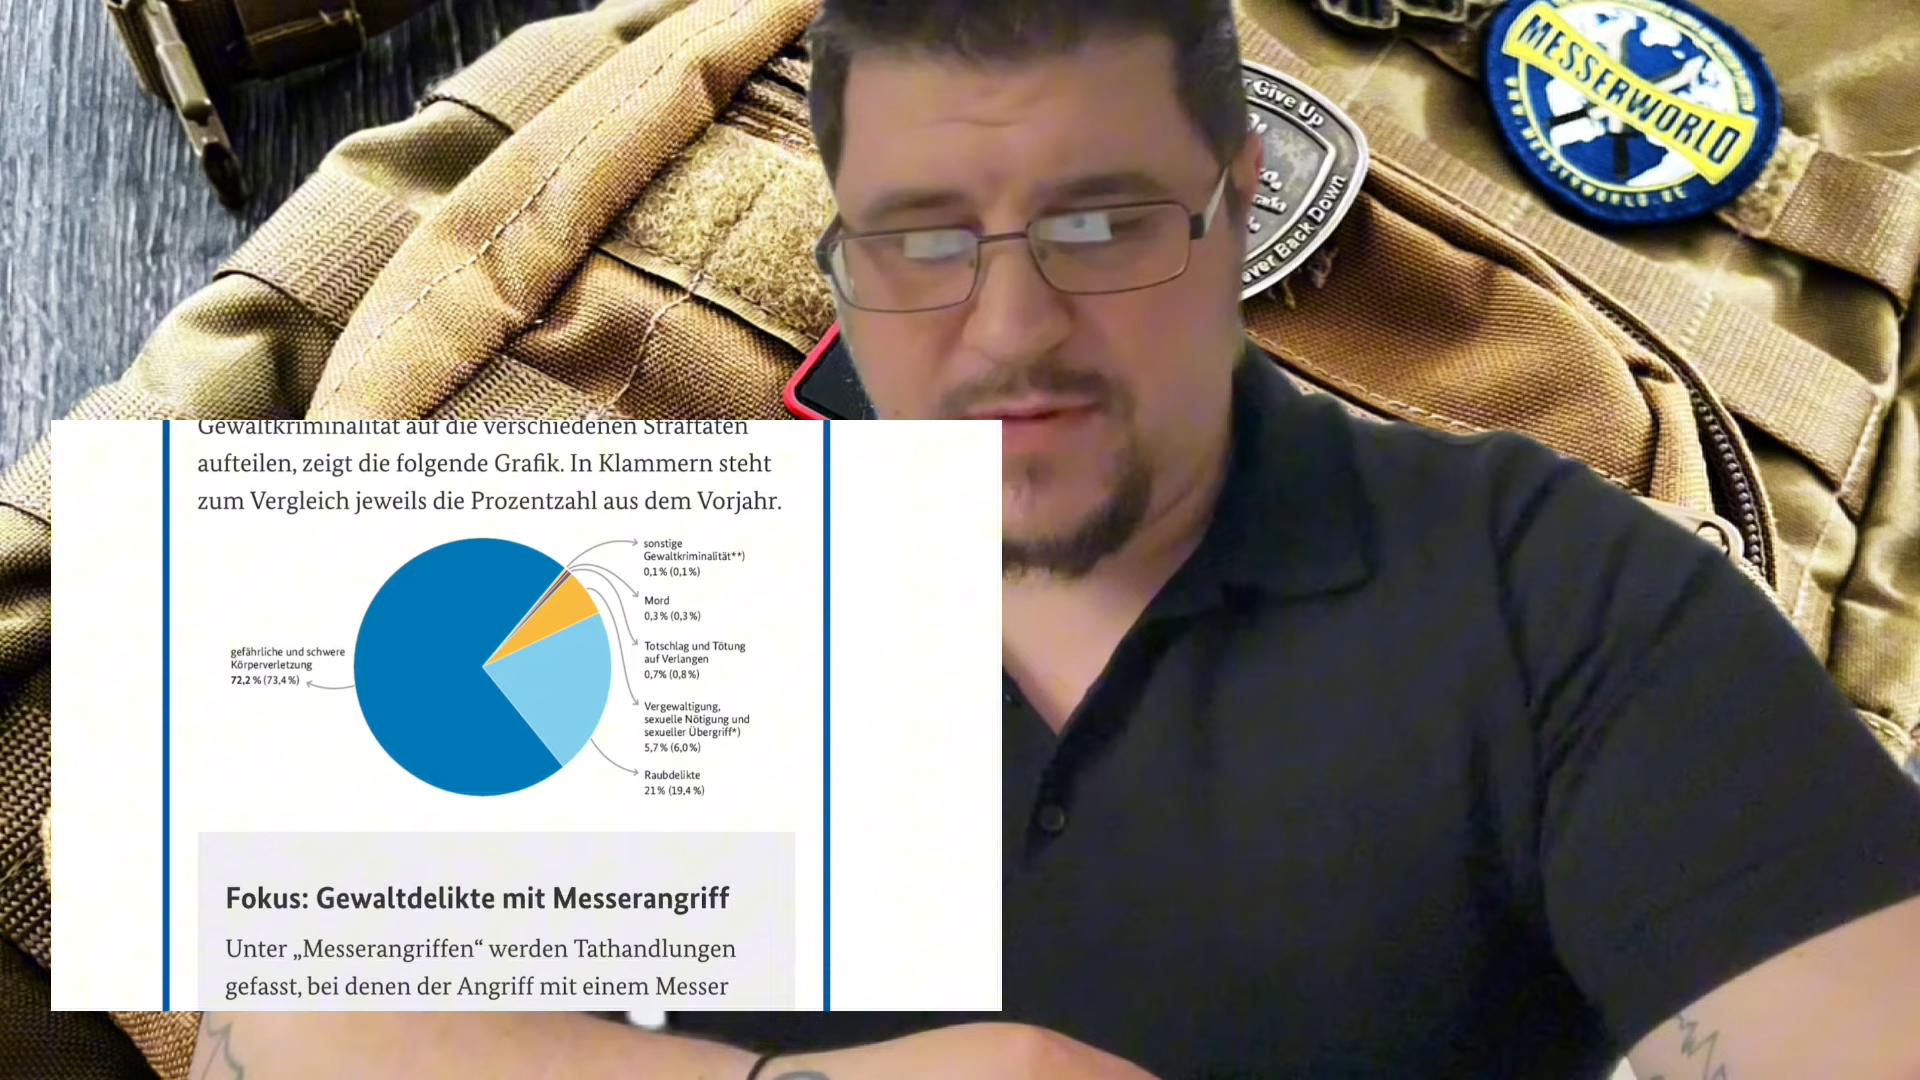 MESSERWORLD
WWW.MESSERWORLD.DE
r Give Up
ever Back Down
Gewaltkriminalität auf die verschiedenen Straftaten
aufteilen, zeigt die folgende Grafik. In Klammern steht
zum Vergleich jeweils die Prozentzahl aus dem Vorjahr.
sonstige
Gewaltkriminalität**)
0,1 % (0,1 %)
Mord
0,3 % (0,3 %)
Totschlag und Tötung
auf Verlangen
0,7% (0,8 %)
gefährliche und schwere
Körperverletzung
72,2 % (73,4 %)
Vergewaltigung,
sexuelle Nötigung und
sexueller Übergriff*)
5,7 % (6,0 %)
Raubdelikte
21 % (19,4 %)
Fokus: Gewaltdelikte mit Messerangriff
Unter „Messerangriffen“ werden Tathandlungen
gefasst, bei denen der Angriff mit einem Messer